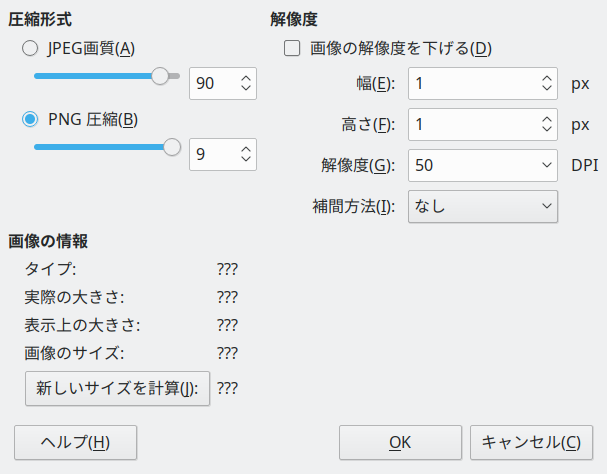 圧縮形式
JPEG画質(A)
90
PNG 圧縮(B)
9
解像度
画像の解像度を下げる(D)
幅(E): 1 px
高さ(F): 1 px
解像度(G): 50 DPI
補間方法(I): なし
画像の情報
タイプ: ???
実際の大きさ: ???
表示上の大きさ: ???
画像のサイズ: ???
新しいサイズを計算(J): ???
ヘルプ(H) OK キャンセル(C)